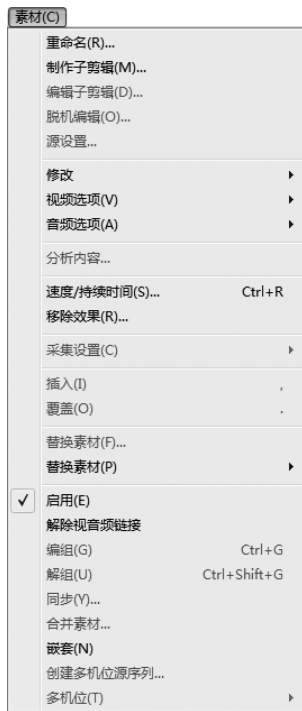 素材(C)
重命名(R)...
制作子剪辑(M)...
编辑子剪辑(D)...
脱机编辑(O)...
源设置...
修改
视频选项(V)
音频选项(A)
分析内容...
速度/持续时间(S)... Ctrl+R
移除效果(R)...
采集设置(C)
插入(I) ,
覆盖(O) .
替换素材(F)...
替换素材(P)
启用(E)
解除视音频链接
编组(G) Ctrl+G
解组(U) Ctrl+Shift+G
同步(Y)...
合并素材...
嵌套(N)
创建多机位源序列...
多机位(T)